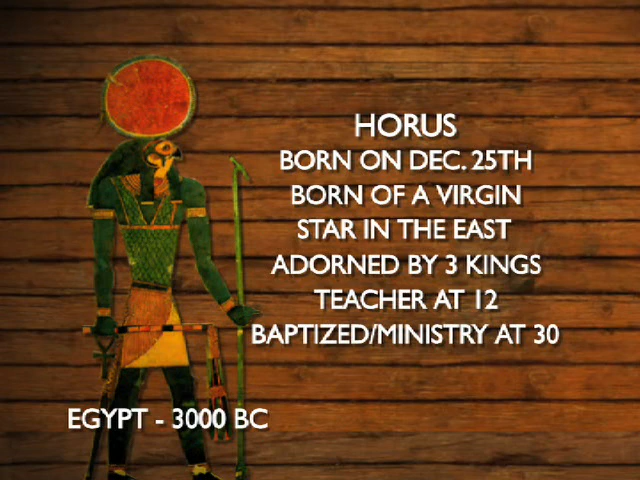 HORUS
BORN ON DEC. 25TH
BORN OF A VIRGIN
STAR IN THE EAST
ADORNED BY 3 KINGS
TEACHER AT 12
BAPTIZED/MINISTRY AT 30
EGYPT - 3000 BC